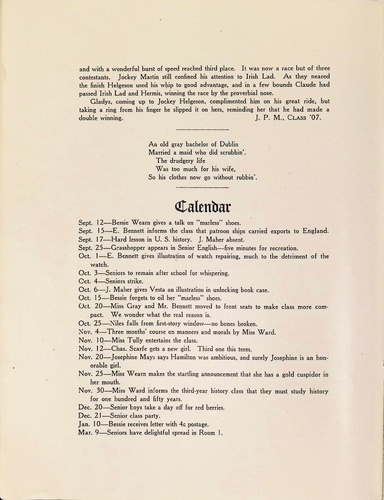 and with a wonderful burst of speed reached third place. It was now a race but of three
contestants. Jockey Martin still confined his attention to Irish Lad. As they neared
the finish Helgeson used his whip to good advantage, and in a few bounds Claude had
passed Irish Lad and Hermis, winning the race by the proverbial nose.
Gladys, coming up to Jockey Helgeson, complimented him on his great ride, but
taking a ring from his finger he slipped it on hers, reminding her that he had made a
double winning. J. P. M., CLASS '07.
An old gray bachelor of Dublin
Married a maid who did scrubbin'.
The drudgery life
Was too much for his wife,
So his clothes now go without rubbin'.
Calendar
Sept. 12—Bessie Wearn gives a talk on "marless" shoes.
Sept. 15—E. Bennett informs the class that patroon ships carried exports to England.
Sept. 17—Hard lesson in U. S. history. J. Maher absent.
Sept. 25—Grasshopper appears in Senior English—five minutes for recreation.
Oct. 1—E. Bennett gives illustration of watch repairing, much to the detriment of the
watch.
Oct. 3—Seniors to remain after school for whispering.
Oct. 4—Seniors strike.
Oct. 6—J. Maher gives Vesta an illustration in unlocking book case.
Oct. 15—Bessie forgets to oil her "marless" shoes.
Oct. 20—Miss Gray and Mr. Bennett moved to front seats to make class more com-
pact. We wonder what the real reason is.
Oct. 25—Niles falls from first-story window—no bones broken.
Nov. 4—Three months' course on manners and morals by Miss Ward.
Nov. 10—Miss Tully entertains the class.
Nov. 12—Chas. Scarfe gets a new girl. Third one this term.
Nov. 20—Josephine Mays says Hamilton was ambitious, and surely Josephine is an hon-
orable girl.
Nov. 25—Miss Wearn makes the startling announcement that she has a gold cuspidor in
her mouth.
Nov. 30—Miss Ward informs the third-year history class that they must study history
for one hundred and fifty years.
Dec. 20—Senior boys take a day off for red berries.
Dec. 21—Senior class party.
Jan. 10—Bessie receives letter with 4c postage.
Mar. 9—Seniors have delightful spread in Room 1.